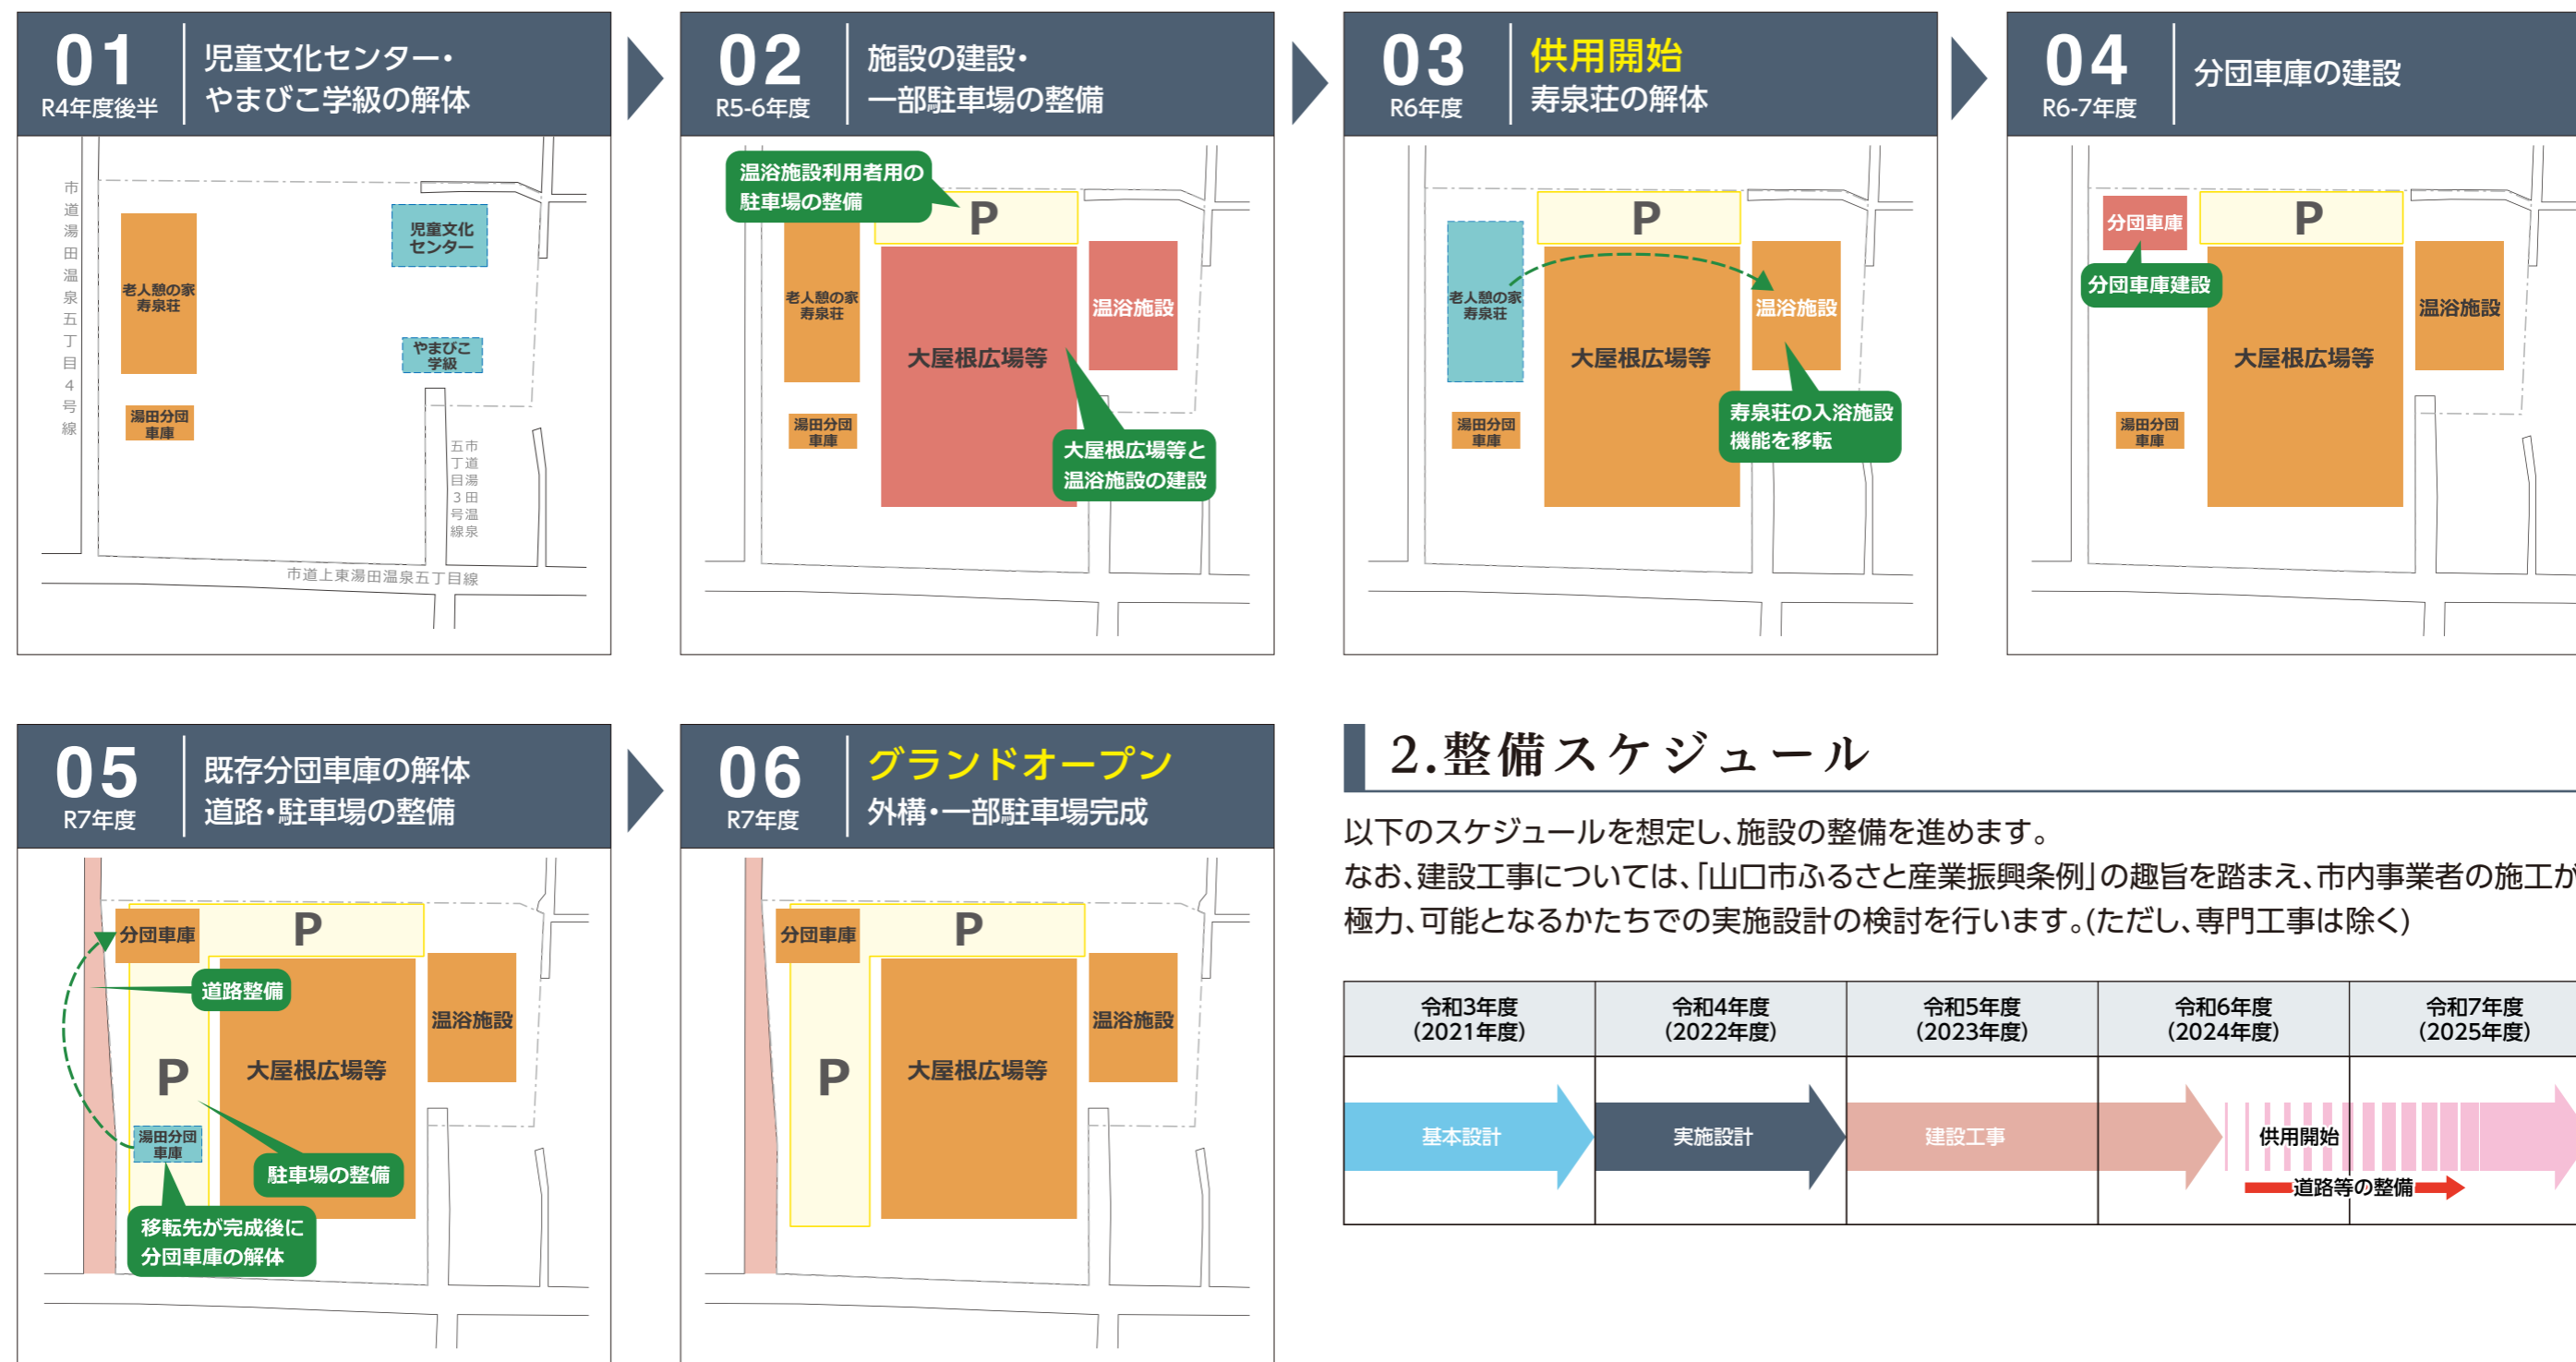 01
R4年度後半
児童文化センター・
やまびこ学級の解体
市道湯田温泉五丁目4号線
児童文化
センター
老人憩の家
寿泉荘
やまびこ
学級
湯田分団
車庫
市道湯田温泉
五丁目3号線
市道上東湯田温泉五丁目線
02
R5-6年度
施設の建設・
一部駐車場の整備
温浴施設利用者用の
駐車場の整備
P
老人憩の家
寿泉荘
温浴施設
大屋根広場等
湯田分団
車庫
大屋根広場等と
温浴施設の建設
03
R6年度
供用開始
寿泉荘の解体
P
老人憩の家
寿泉荘
温浴施設
大屋根広場等
湯田分団
車庫
寿泉荘の入浴施設
機能を移転
04
R6-7年度
分団車庫の建設
分団車庫
P
分団車庫建設
温浴施設
大屋根広場等
湯田分団
車庫
05
R7年度
既存分団車庫の解体
道路・駐車場の整備
分団車庫
P
道路整備
温浴施設
P
大屋根広場等
湯田分団
車庫
駐車場の整備
移転先が完成後に
分団車庫の解体
06
R7年度
グランドオープン
外構・一部駐車場完成
分団車庫
P
温浴施設
P
大屋根広場等
2.整備スケジュール
以下のスケジュールを想定し、施設の整備を進めます。
なお、建設工事については、「山口市ふるさと産業振興条例」の趣旨を踏まえ、市内事業者の施工が
極力、可能となるかたちでの実施設計の検討を行います。(ただし、専門工事は除く)
令和3年度
(2021年度)
令和4年度
(2022年度)
令和5年度
(2023年度)
令和6年度
(2024年度)
令和7年度
(2025年度)
基本設計
実施設計
建設工事
供用開始
道路等の整備